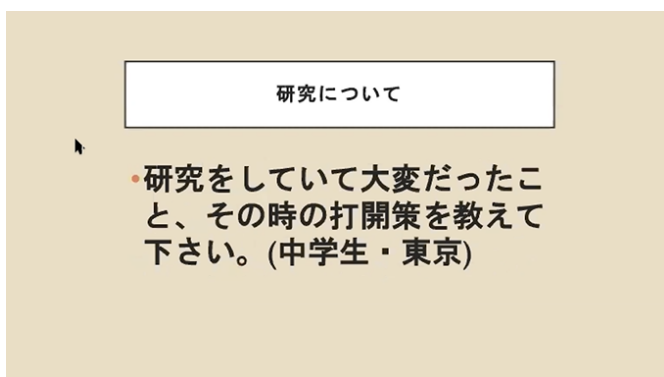 研究について
•研究をしていて大変だったこ
と、その時の打開策を教えて
下さい。(中学生・東京)